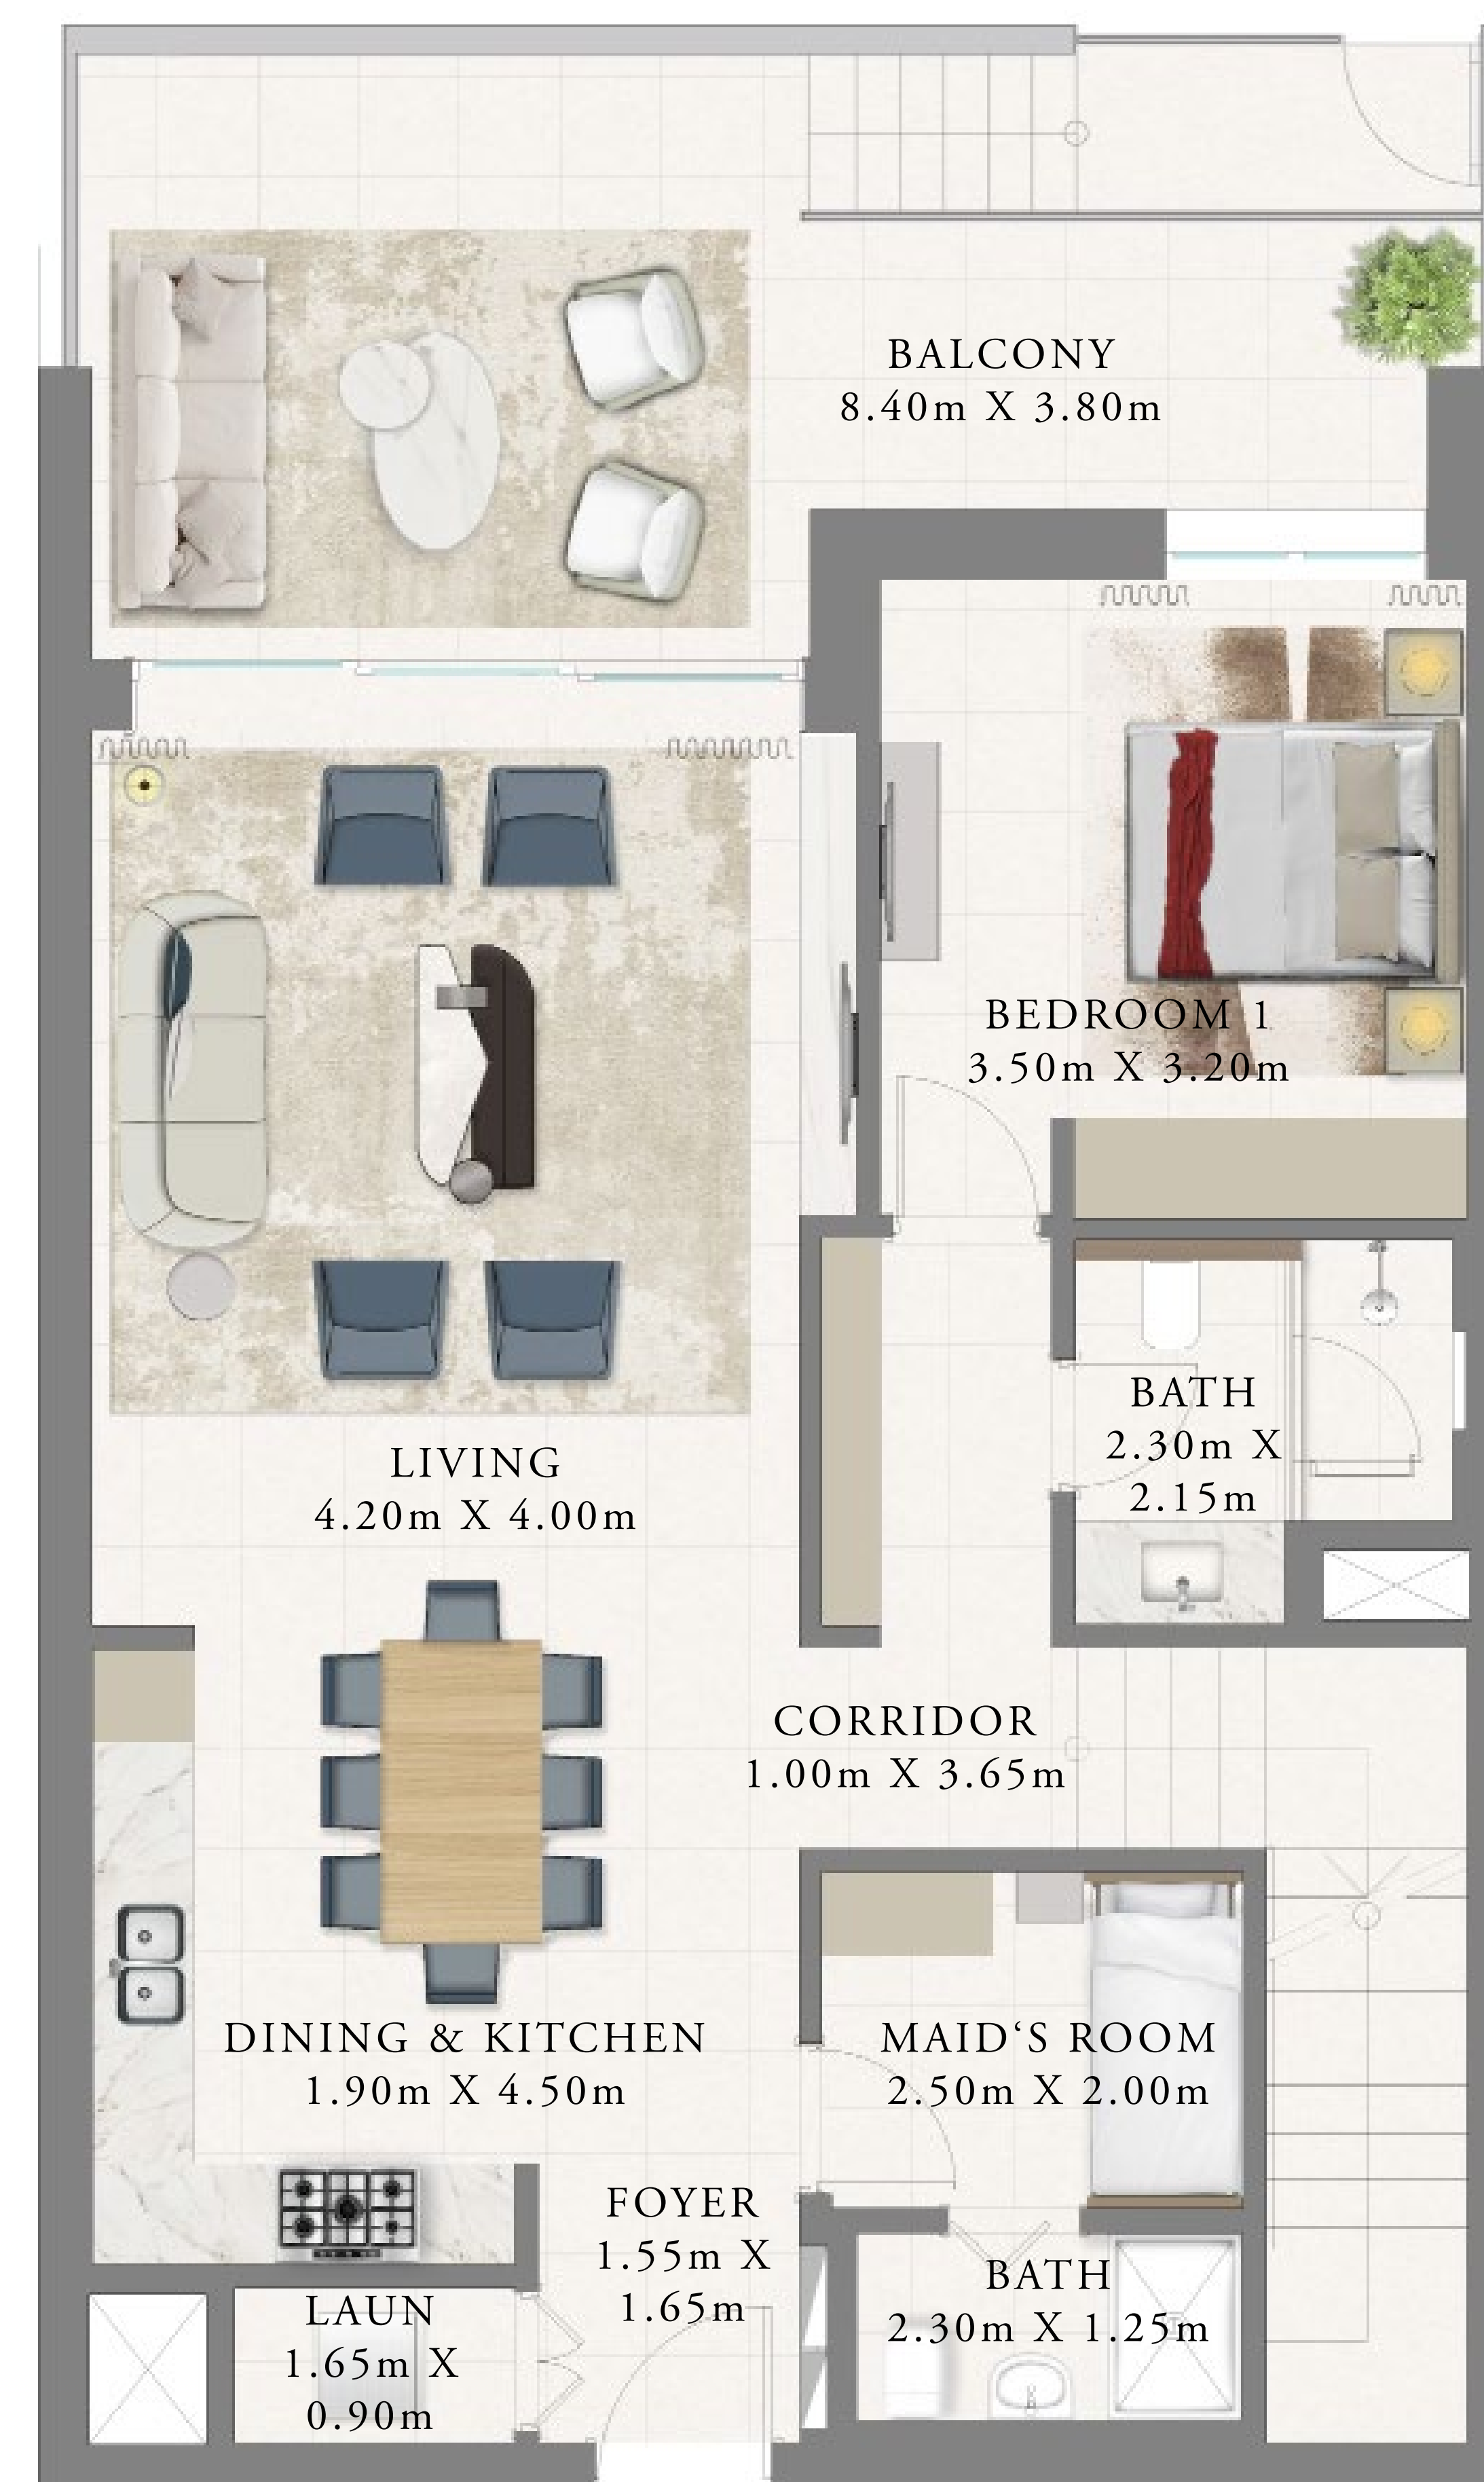 BALCONY
8.40m X 3.80m
BEDROOM 1
3.50m X 3.20m
BATH
2.30m X
2.15m
LIVING
4.20m X 4.00m
CORRIDOR
1.00m X 3.65m
DINING & KITCHEN
1.90m X 4.50m
MAID‘S ROOM
2.50m X 2.00m
FOYER
1.55m X
1.65m
BATH
2.30m X 1.25m
LAUN
1.65m X
0.90m